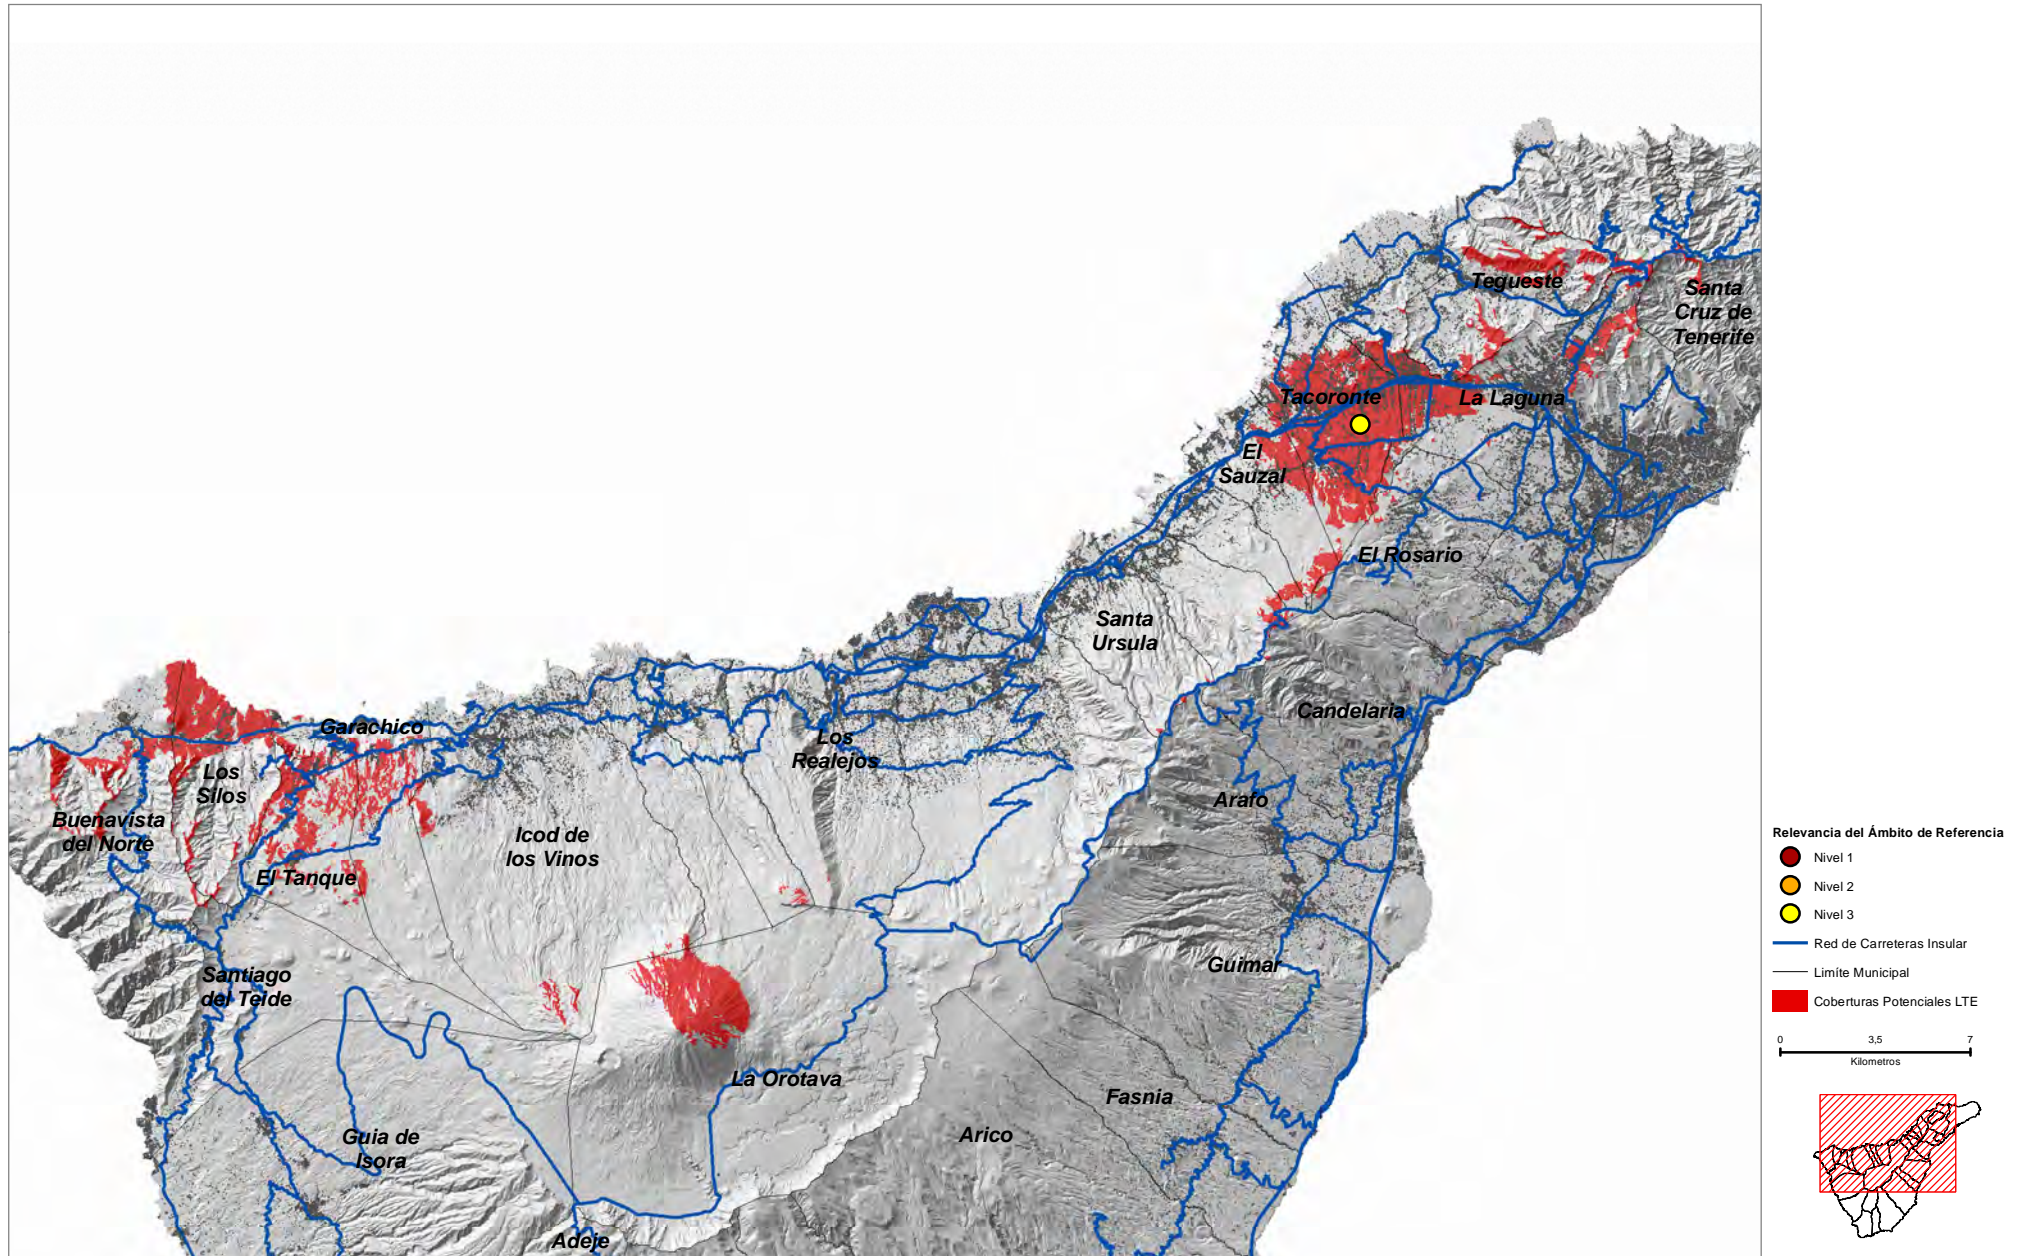 Tegueste
Santa
Cruz de
Tenerife
Tacoronte
La Laguna
El
Sauzal
El Rosario
Santa
Ursula
Candelaria
Garachico
Los
Realejos
Los
Silos
Arafo
Buenavista
del Norte
Icod de
los Vinos
El Tanque
Guimar
Santiago
del Teide
La Orotava
Fasnia
Arico
Guia de
Isora
Adeje
Relevancia del Ámbito de Referencia
Nivel 1
Nivel 2
Nivel 3
Red de Carreteras Insular
Limíte Municipal
Coberturas Potenciales LTE
0 3,5 7
Kilometros